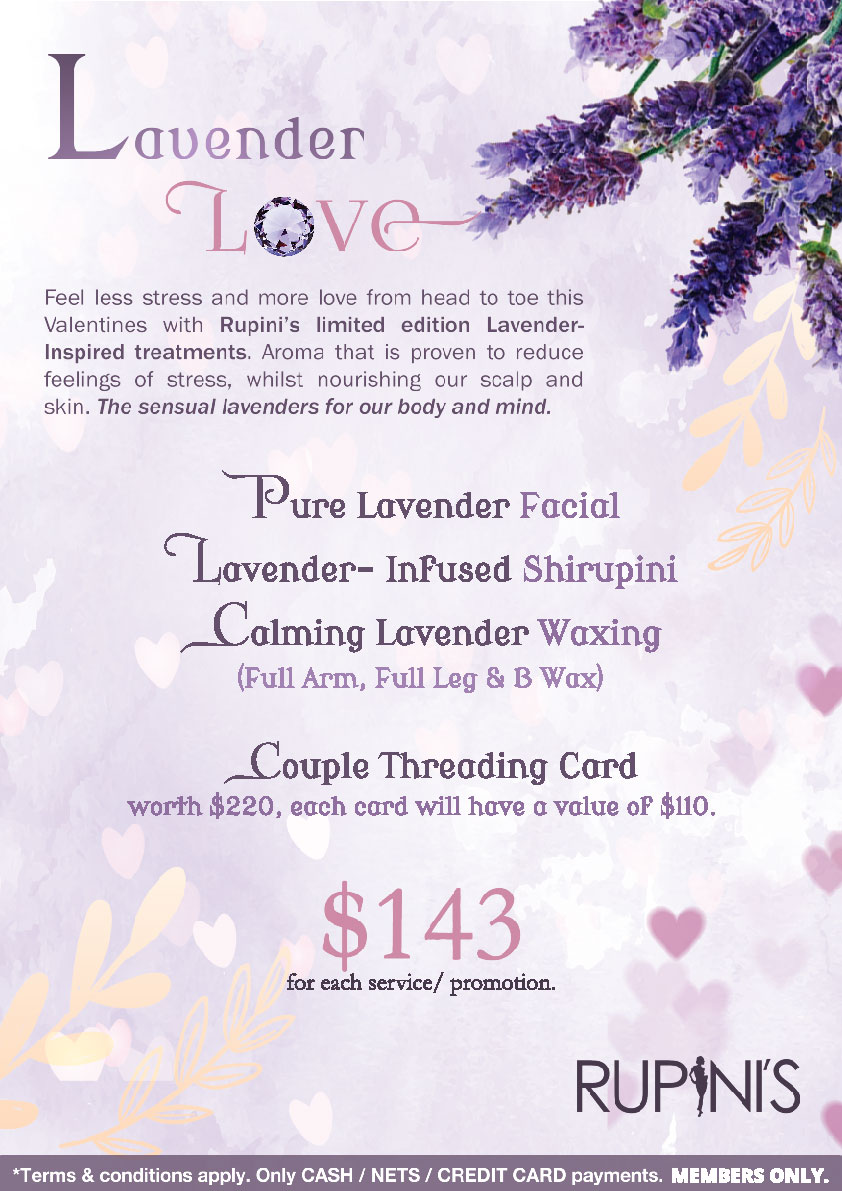 Lavender
LOVe
Feel less stress and more love from head to toe this
Valentines with Rupini's limited edition Lavender-
Inspired treatments. Aroma that is proven to reduce
feelings of stress, whilst nourishing our scalp and
skin. The sensual lavenders for our body and mind.
Pure Lavender Facial
Lavender- Infused Shirupini
Calming Lavender Waxing
(Full Arm, Full Leg & B Wax)
Couple Threading Card
worth $220, each card will have a value of $110.
$143
for each service/ promotion.
RUPINI'S
*Terms & conditions apply. Only CASH / NETS / CREDIT CARD payments. MEMBERS ONLY.